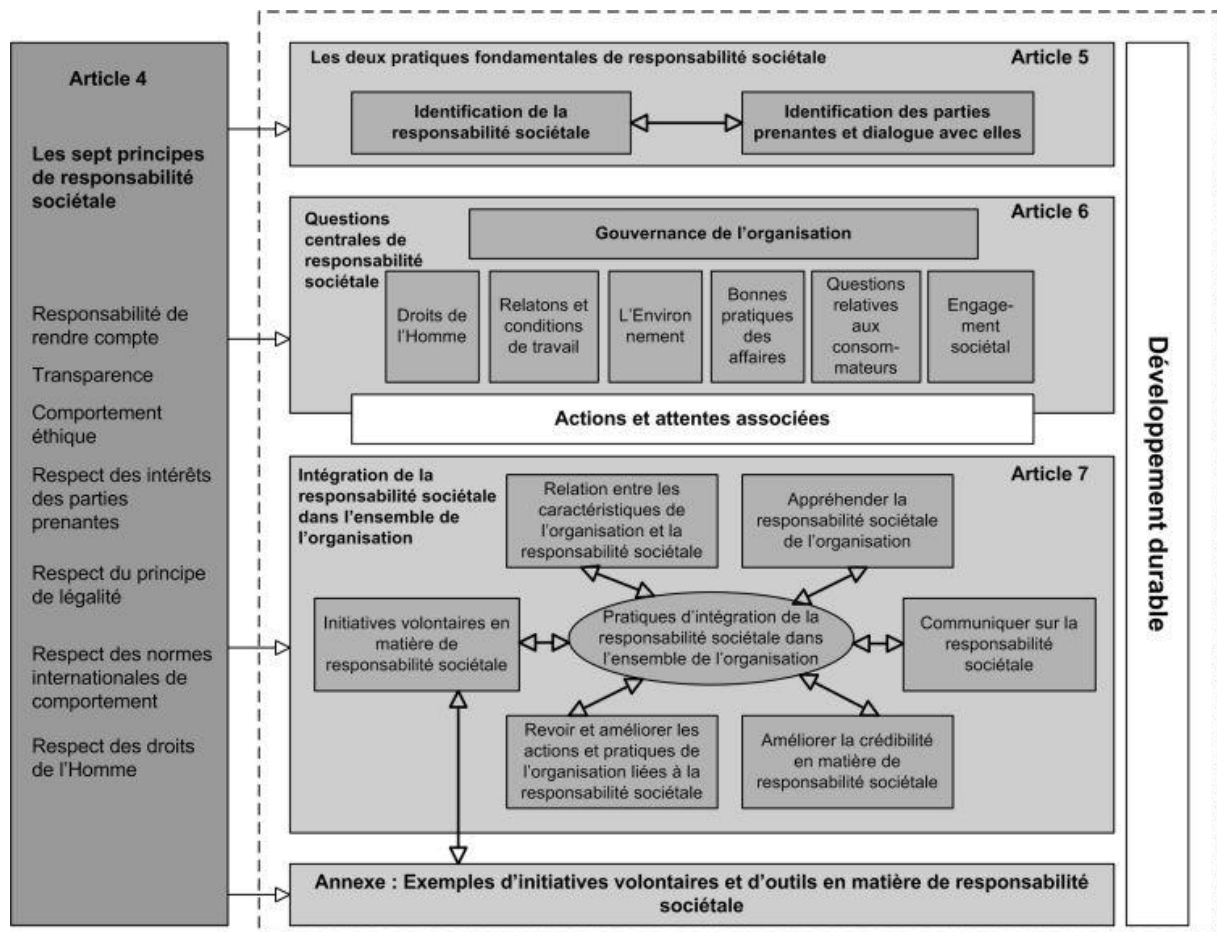 Article 4
Les sept principes
de responsabilité
sociétale
Responsabilité de
rendre compte
Transparence
Comportement
éthique
Respect des intérêts
des parties
prenantes
Respect du principe
de légalité
Respect des normes
internationales de
comportement
Respect des droits
de l'Homme
Les deux pratiques fondamentales de responsabilité sociétale
Article 5
Identification de la
responsabilité sociétale
Identification des parties
prenantes et dialogue avec elles
Questions
centrales de
responsabilité
sociétale
Article 6
Gouvernance de l'organisation
Droits de
l'Homme
Relatons et
conditions
de travail
L'Environ
nement
Bonnes
pratiques
des
affaires
Questions
relatives
aux
consom-
mateurs
Engage-
ment
sociétal
Actions et attentes associées
Intégration de la
responsabilité sociétale
dans l'ensemble de
l'organisation
Article 7
Relation entre les
caractéristiques de
l'organisation et la
responsabilité sociétale
Appréhender la
responsabilité sociétale
de l'organisation
Initiatives volontaires en
matière de
responsabilité sociétale
Pratiques d'intégration de la
responsabilité sociétale dans
l'ensemble de l'organisation
Communiquer sur la
responsabilité
sociétale
Revoir et améliorer les
actions et pratiques de
l'organisation liées à la
responsabilité sociétale
Améliorer la crédibilité
en matière de
responsabilité sociétale
Annexe : Exemples d'initiatives volontaires et d'outils en matière de responsabilité
sociétale
Développement durable